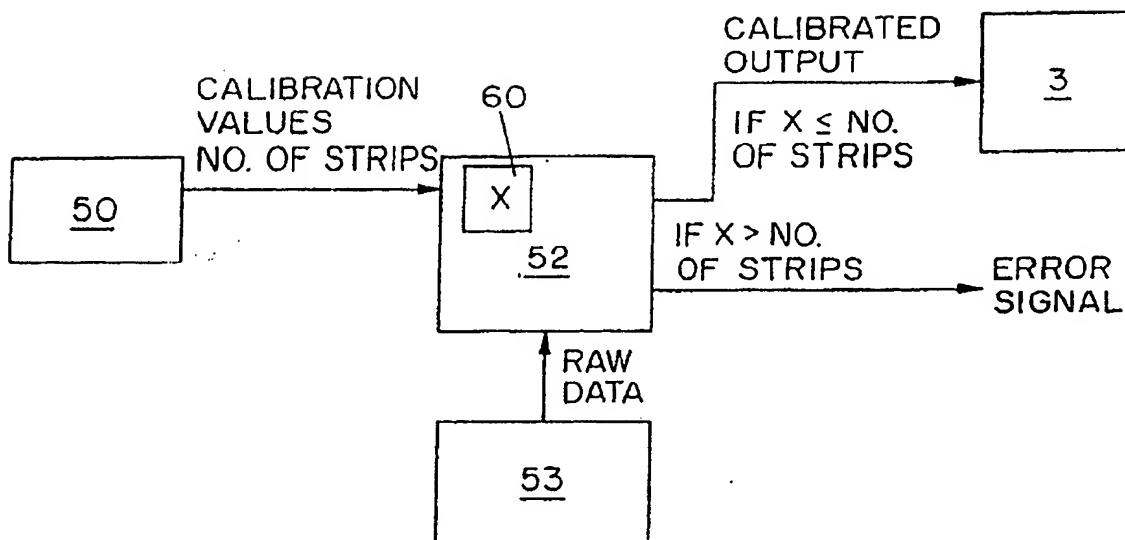 CALIBRATION
VALUES
NO. OF STRIPS
50
60
X
52
RAW
DATA
53
CALIBRATED
OUTPUT
IF X ≤ NO.
OF STRIPS
3
IF X > NO.
OF STRIPS
ERROR
SIGNAL